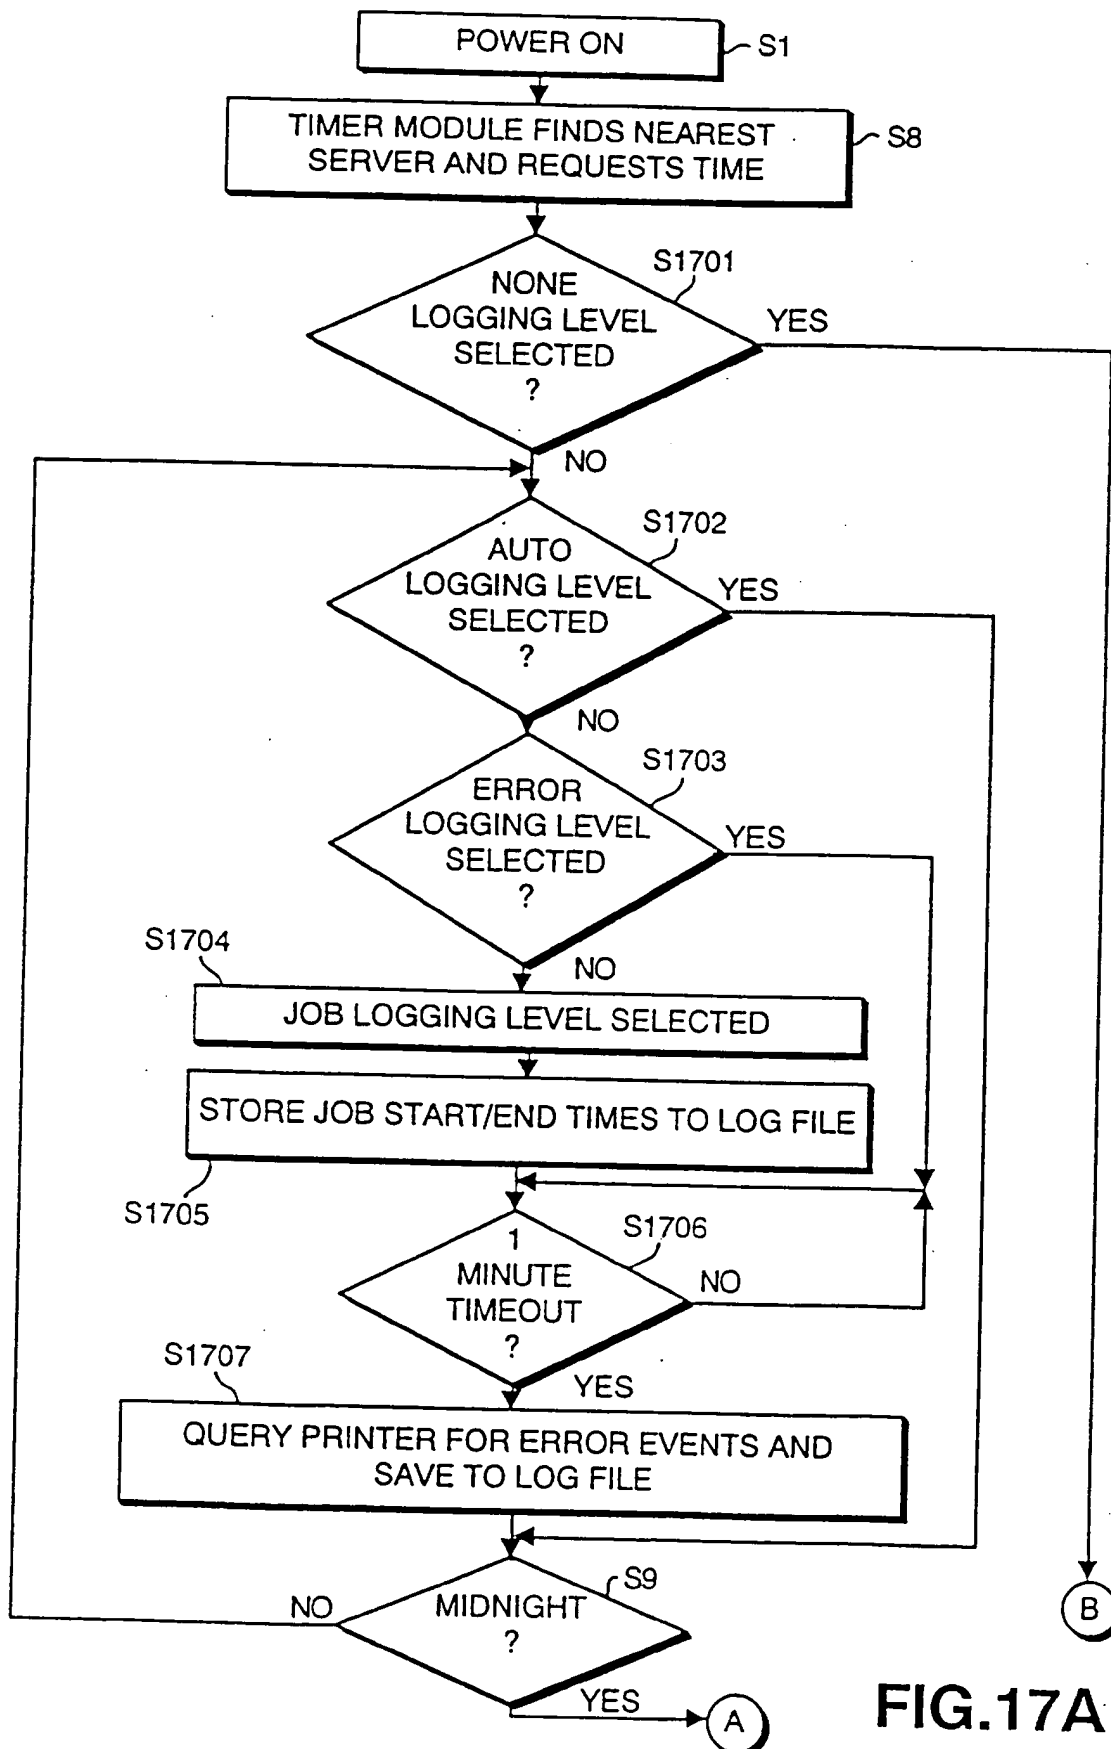 POWER ON
S1
TIMER MODULE FINDS NEAREST
SERVER AND REQUESTS TIME
S8
S1701
NONE
LOGGING LEVEL
SELECTED
?
YES
NO
S1702
AUTO
LOGGING LEVEL
SELECTED
?
YES
NO
S1703
ERROR
LOGGING LEVEL
SELECTED
?
YES
NO
S1704
JOB LOGGING LEVEL SELECTED
STORE JOB START/END TIMES TO LOG FILE
S1705
S1706
1
MINUTE
TIMEOUT
?
NO
YES
S1707
QUERY PRINTER FOR ERROR EVENTS AND
SAVE TO LOG FILE
S9
MIDNIGHT
?
NO
YES
A
B
FIG.17A